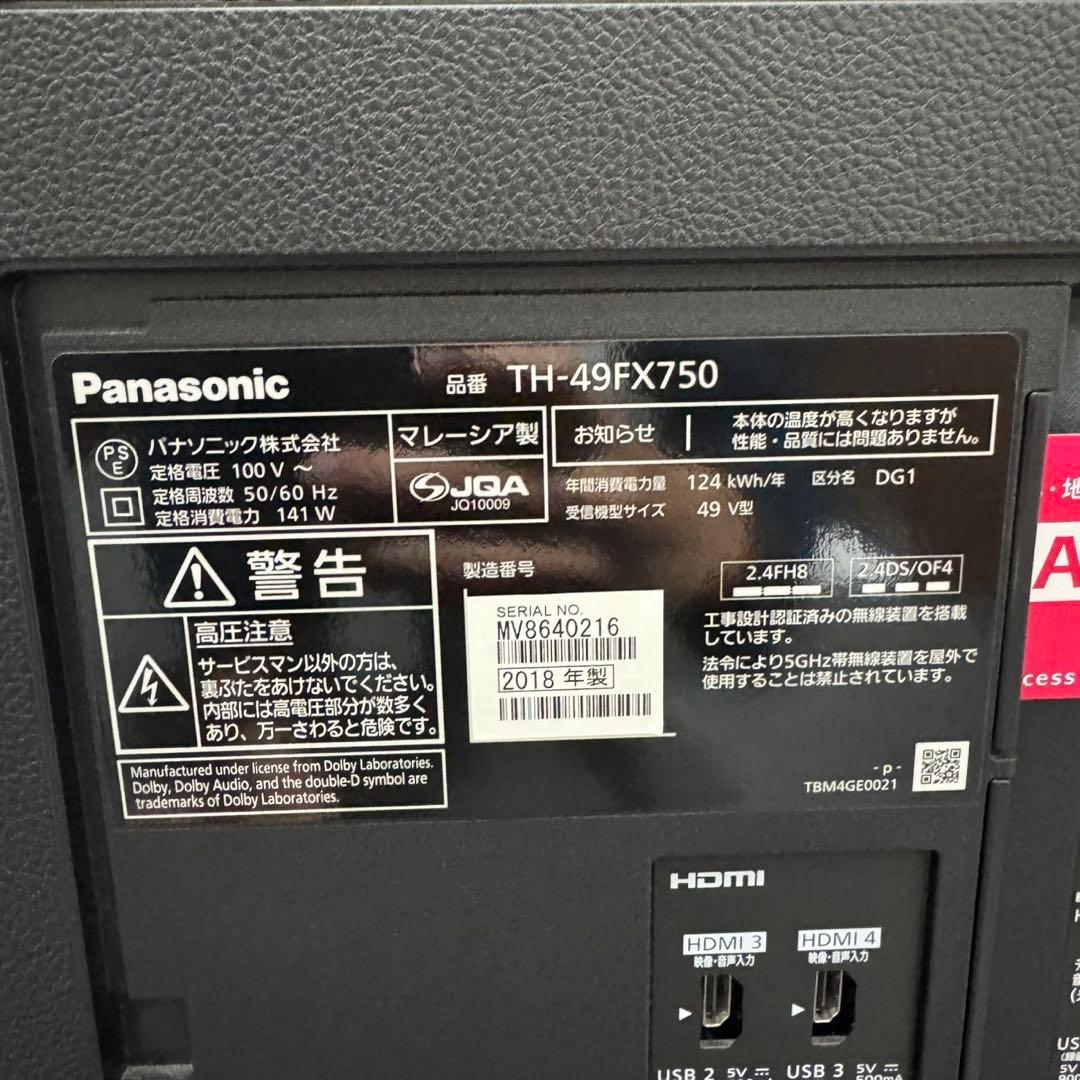 Panasonic
品番 TH-49FX750
PS
E
パナソニック株式会社
定格電圧 100 V ～
定格周波数 50/60 Hz
定格消費電力 141 W
マレーシア製
JQA
JQ10009
お知らせ
本体の温度が高くなりますが
性能・品質には問題ありません。
年間消費電力量 124 kWh/年 区分名 DG1
受信機型サイズ 49 V型
警告
高圧注意
サービスマン以外の方は、
裏ぶたをあけないでください。
内部には高電圧部分が数多く
あり、万一さわると危険です。
製造番号
SERIAL NO.
MV8640216
2018 年製
2.4FH8
2.4DS/OF4
工事設計認証済みの無線装置を搭載
しています。
法令により5GHz帯無線装置を屋外で
使用することは禁止されています。
Manufactured under license from Dolby Laboratories.
Dolby, Dolby Audio, and the double-D symbol are
trademarks of Dolby Laboratories.
- p -
TBM4GE0021
・地
A
cess
HDMI
HDMI 3
映像・音声入力
HDMI 4
映像・音声入力
USB 2 5V
USB 3 5V
500mA
US
5V